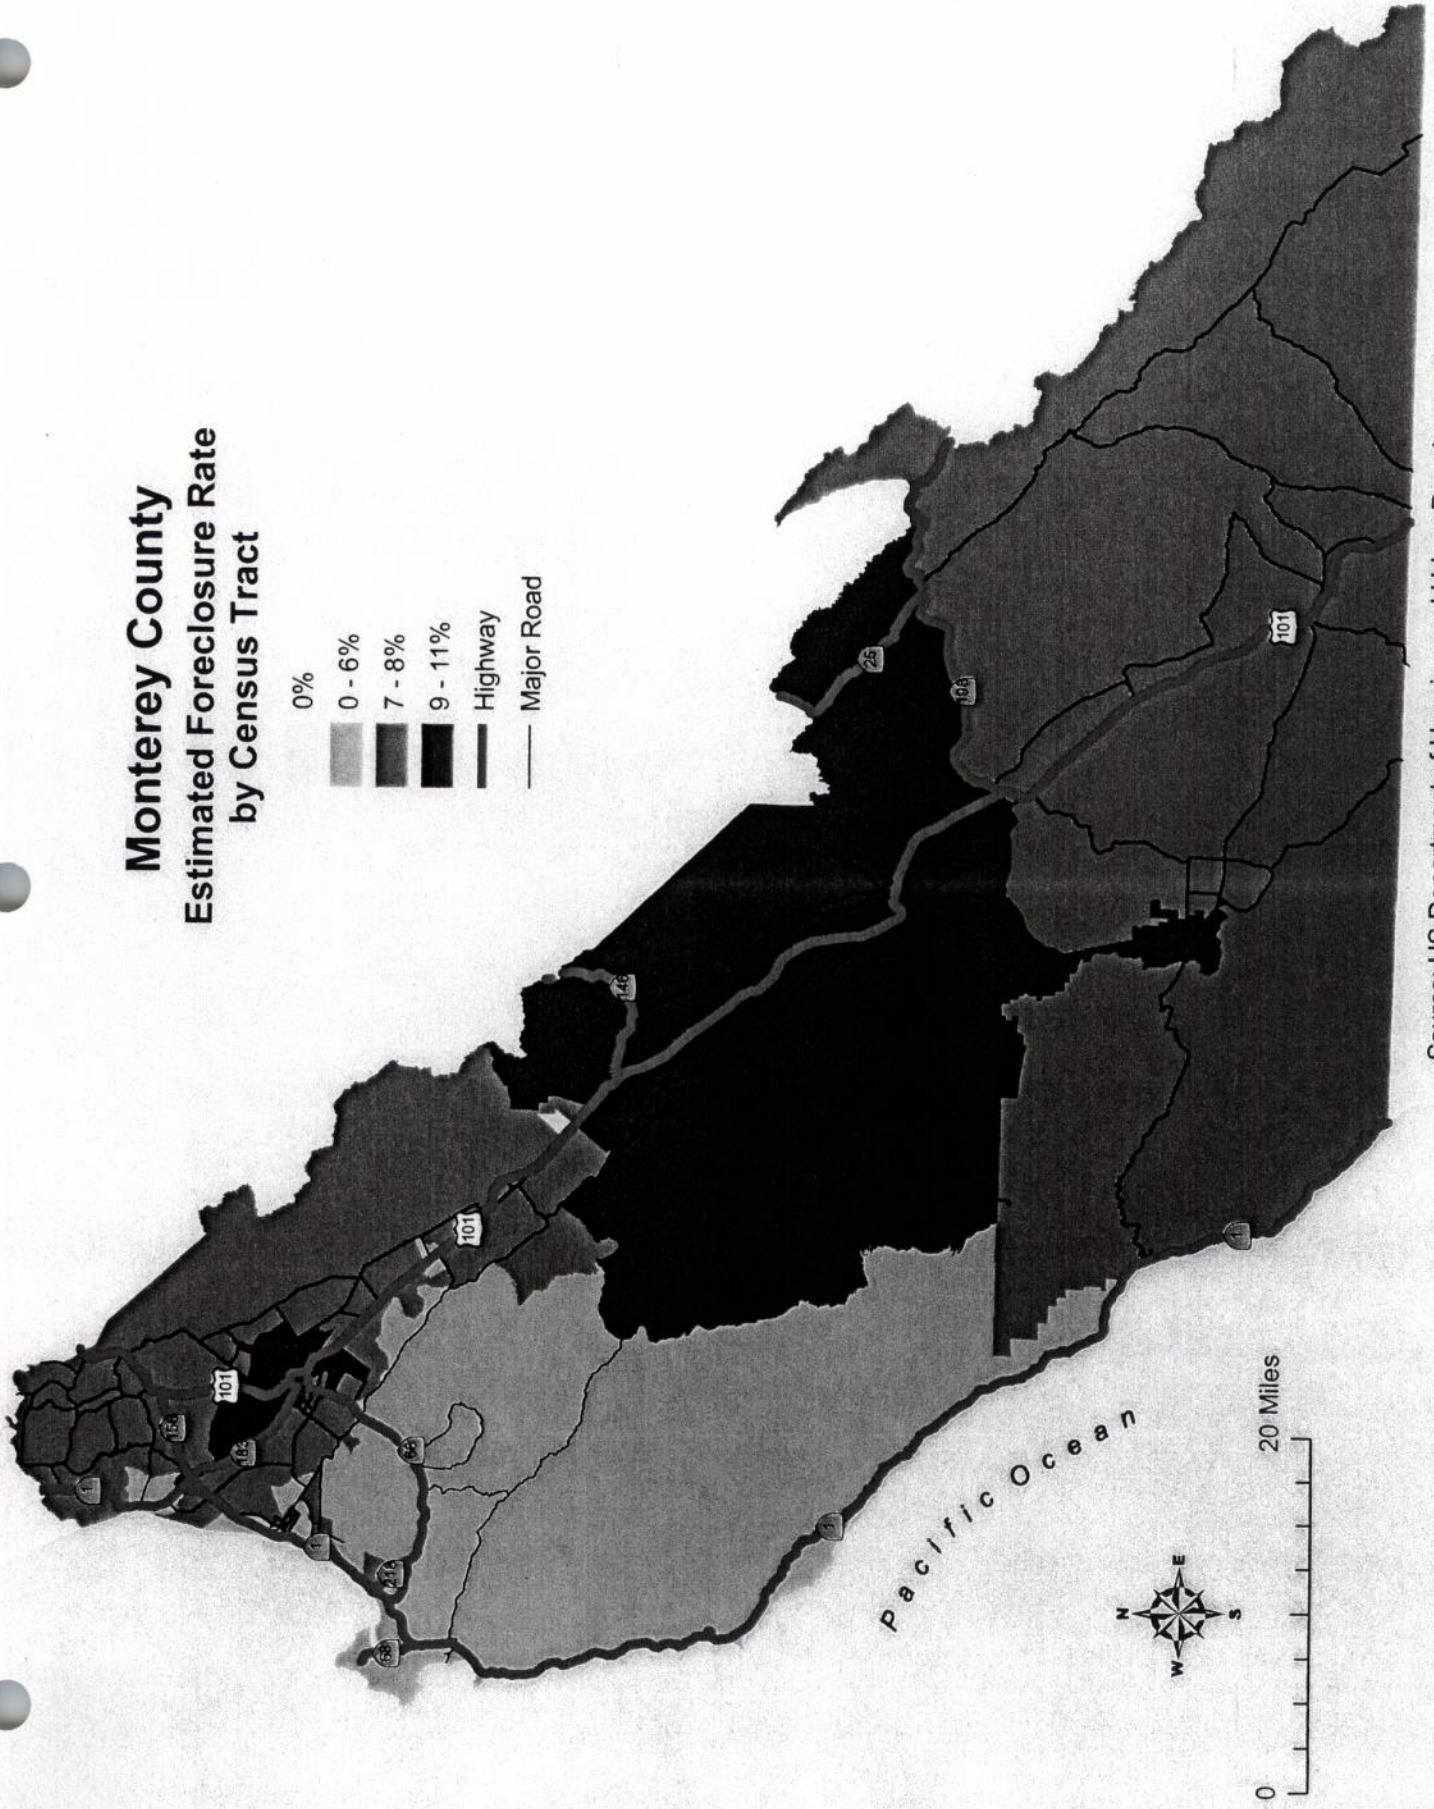 Monterey County
Estimated Foreclosure Rate
by Census Tract
0%
0 - 6%
7 - 8%
9 - 11%
Highway
Major Road
1
156
101
183
1
68
218
68
101
146
25
198
101
1
1
Pacific Ocean
N
W
E
S
0
20 Miles